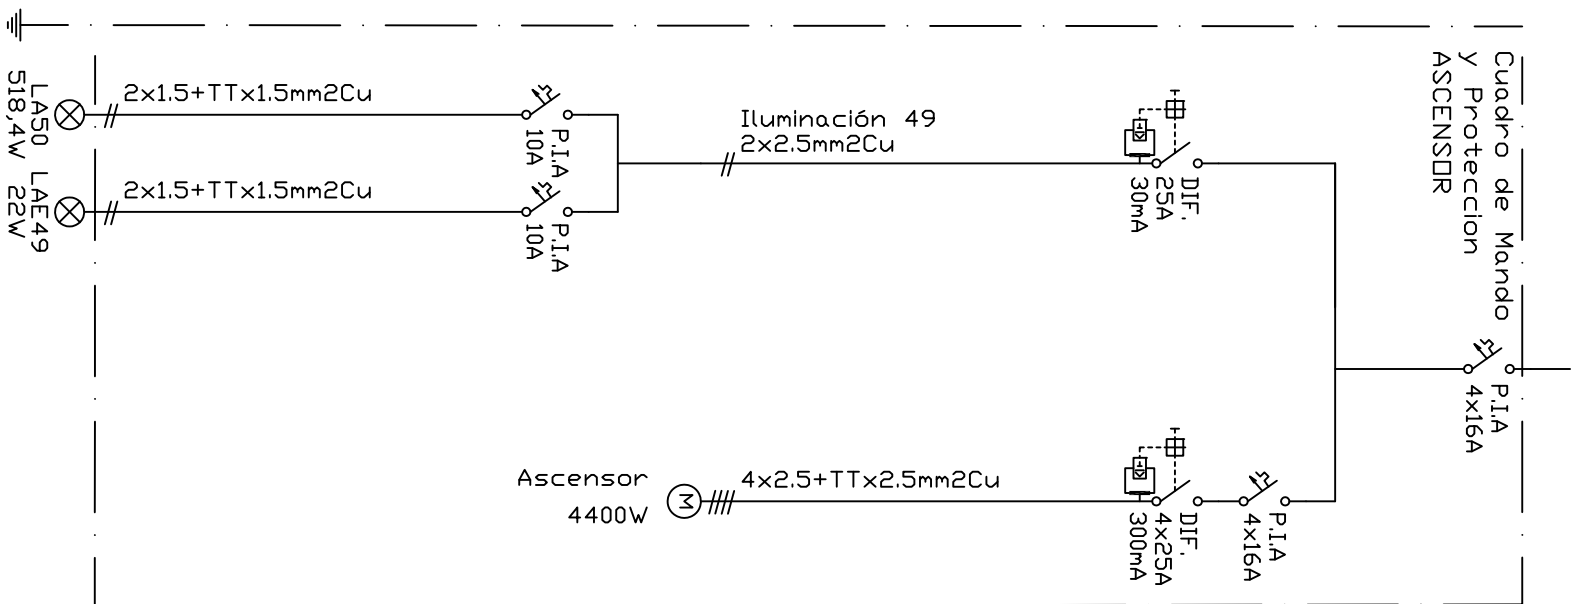 Cuadro de Mando
y Proteccion
ASCENSOR
P.I.A
4x16A
DIF.
25A
30mA
Iluminación 49
2x2.5mm2Cu
P.I.A
10A
2x1.5+TTx1.5mm2Cu
LA50
518,4W
P.I.A
10A
2x1.5+TTx1.5mm2Cu
LAE49
22W
P.I.A
4x16A
DIF.
4x25A
300mA
4x2.5+TTx2.5mm2Cu
M
Ascensor
4400W